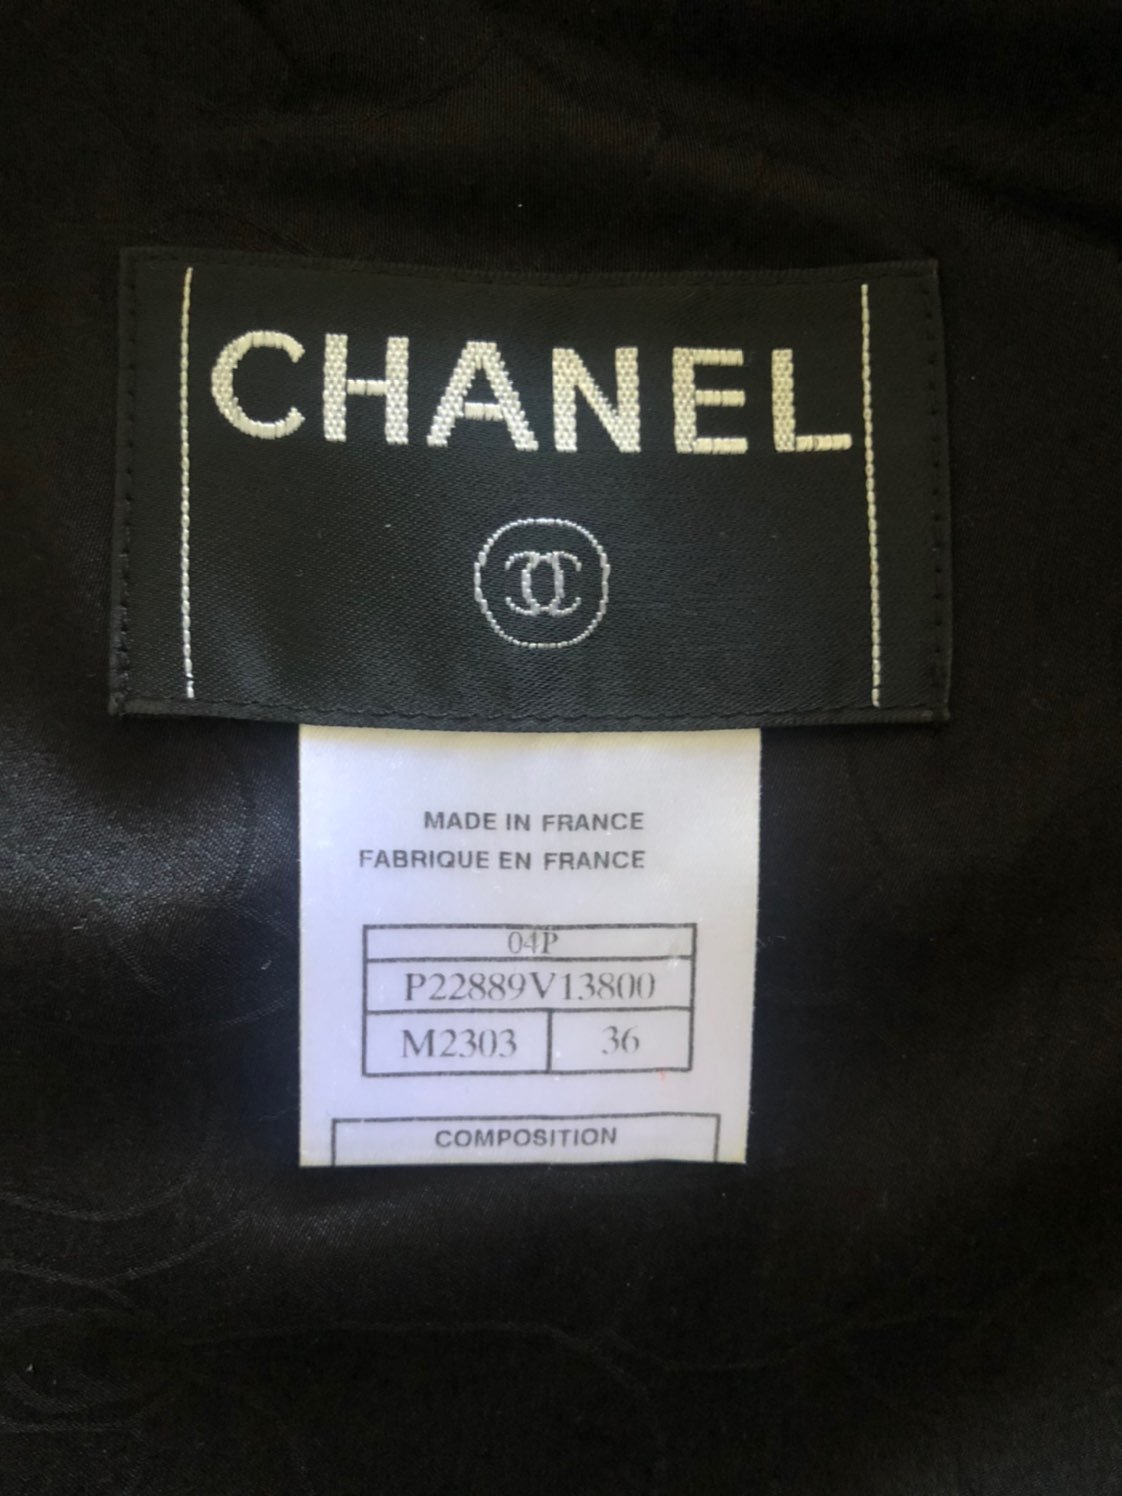 CHANEL
MADE IN FRANCE
FABRIQUE EN FRANCE
04P
P22889V13800
M2303 36
COMPOSITION